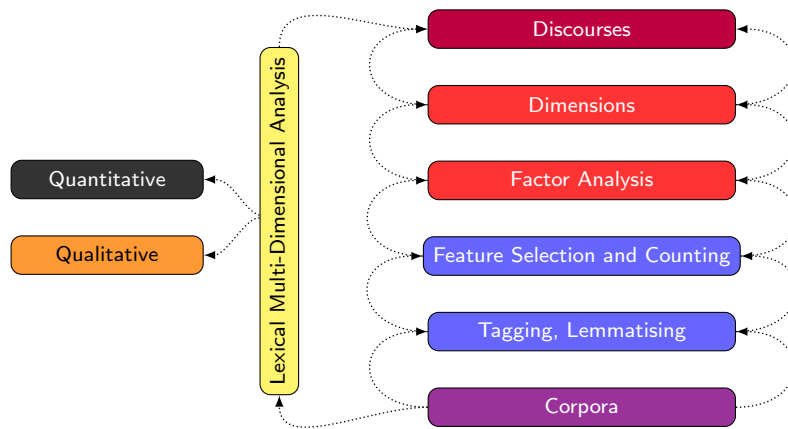 Quantitative
Qualitative
Lexical Multi-Dimensional Analysis
Discourses
Dimensions
Factor Analysis
Feature Selection and Counting
Tagging, Lemmatising
Corpora